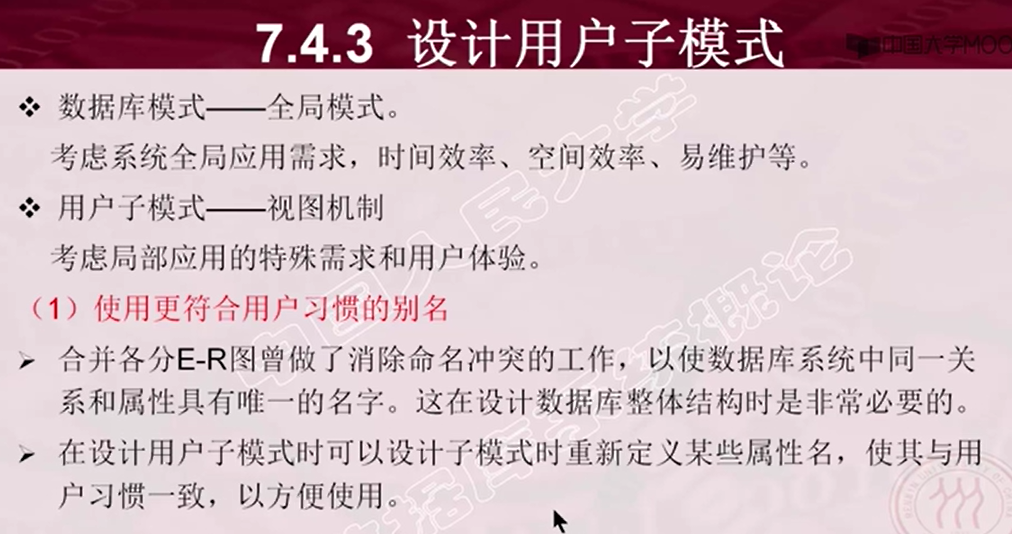 7.4.3 设计用户子模式
中国大学MOO
❖ 数据库模式——全局模式。
考虑系统全局应用需求，时间效率、空间效率、易维护等。
❖ 用户子模式——视图机制
考虑局部应用的特殊需求和用户体验。
（1）使用更符合用户习惯的别名
➢ 合并各分E-R图曾做了消除命名冲突的工作，以使数据库系统中同一关
系和属性具有唯一的名字。这在设计数据库整体结构时是非常必要的。
➢ 在设计用户子模式时可以设计子模式时重新定义某些属性名，使其与用
户习惯一致，以方便使用。
中国人民大学
数据库系统概论